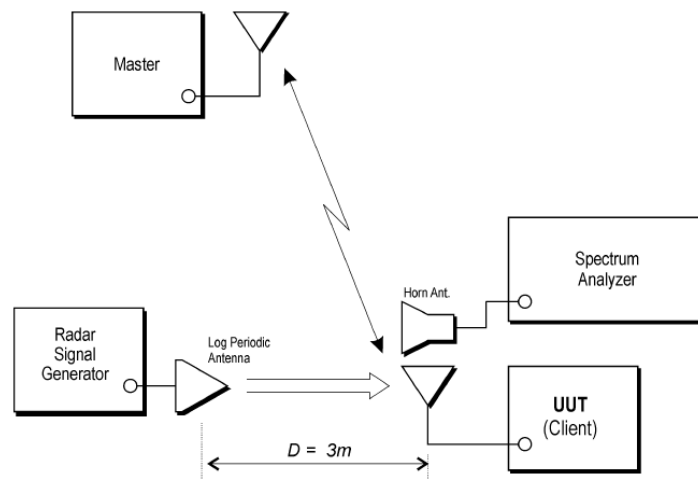 Master
Spectrum
Analyzer
Horn Ant.
Radar
Signal
Generator
Log Periodic
Antenna
UUT
(Client)
D = 3m